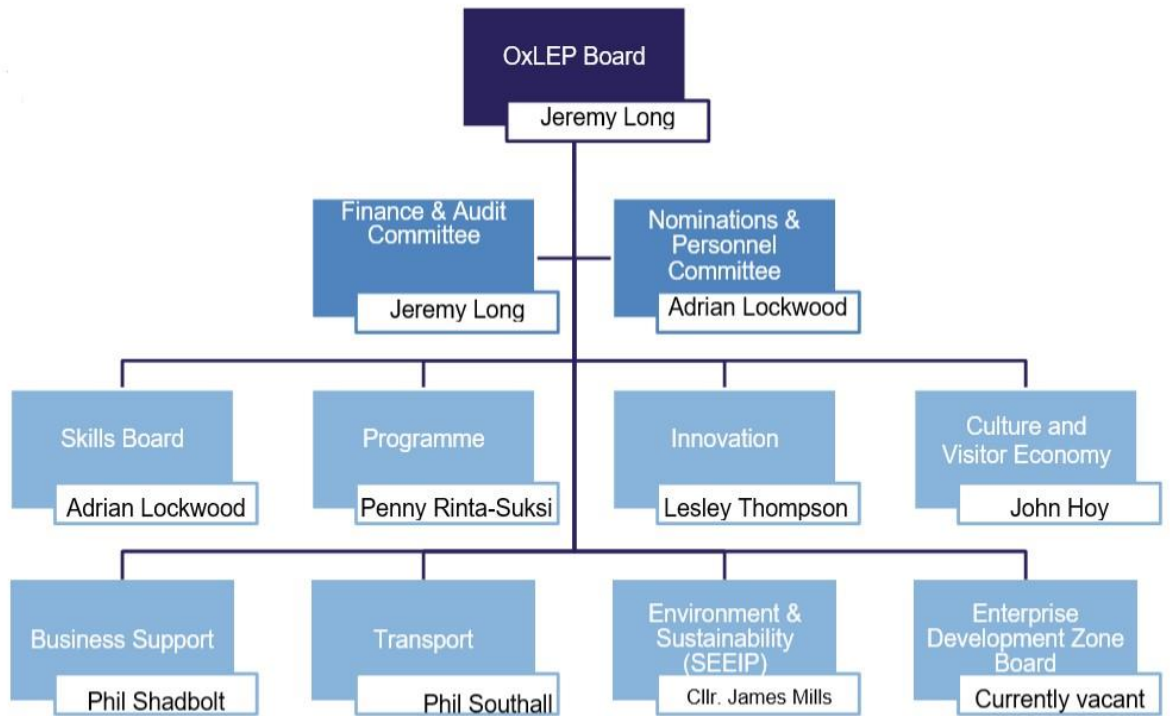 OxLEP Board
Jeremy Long
Finance & Audit
Committee
Jeremy Long
Nominations &
Personnel
Committee
Adrian Lockwood
Skills Board
Adrian Lockwood
Programme
Penny Rinta-Suksi
Innovation
Lesley Thompson
Culture and
Visitor Economy
John Hoy
Business Support
Phil Shadbolt
Transport
Phil Southall
Environment &
Sustainability
(SEEIP)
Cllr. James Mills
Enterprise
Development Zone
Board
Currently vacant